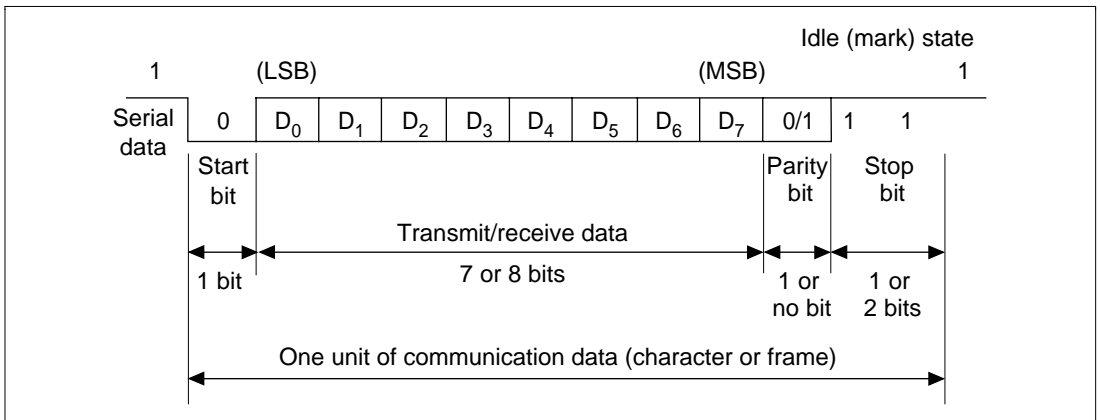 Idle (mark) state
1 (LSB) (MSB) 1
Serial data
0 D0 D1 D2 D3 D4 D5 D6 D7 0/1 1 1
Start bit
Parity bit
Stop bit
Transmit/receive data
1 bit
7 or 8 bits
1 or no bit
1 or 2 bits
One unit of communication data (character or frame)